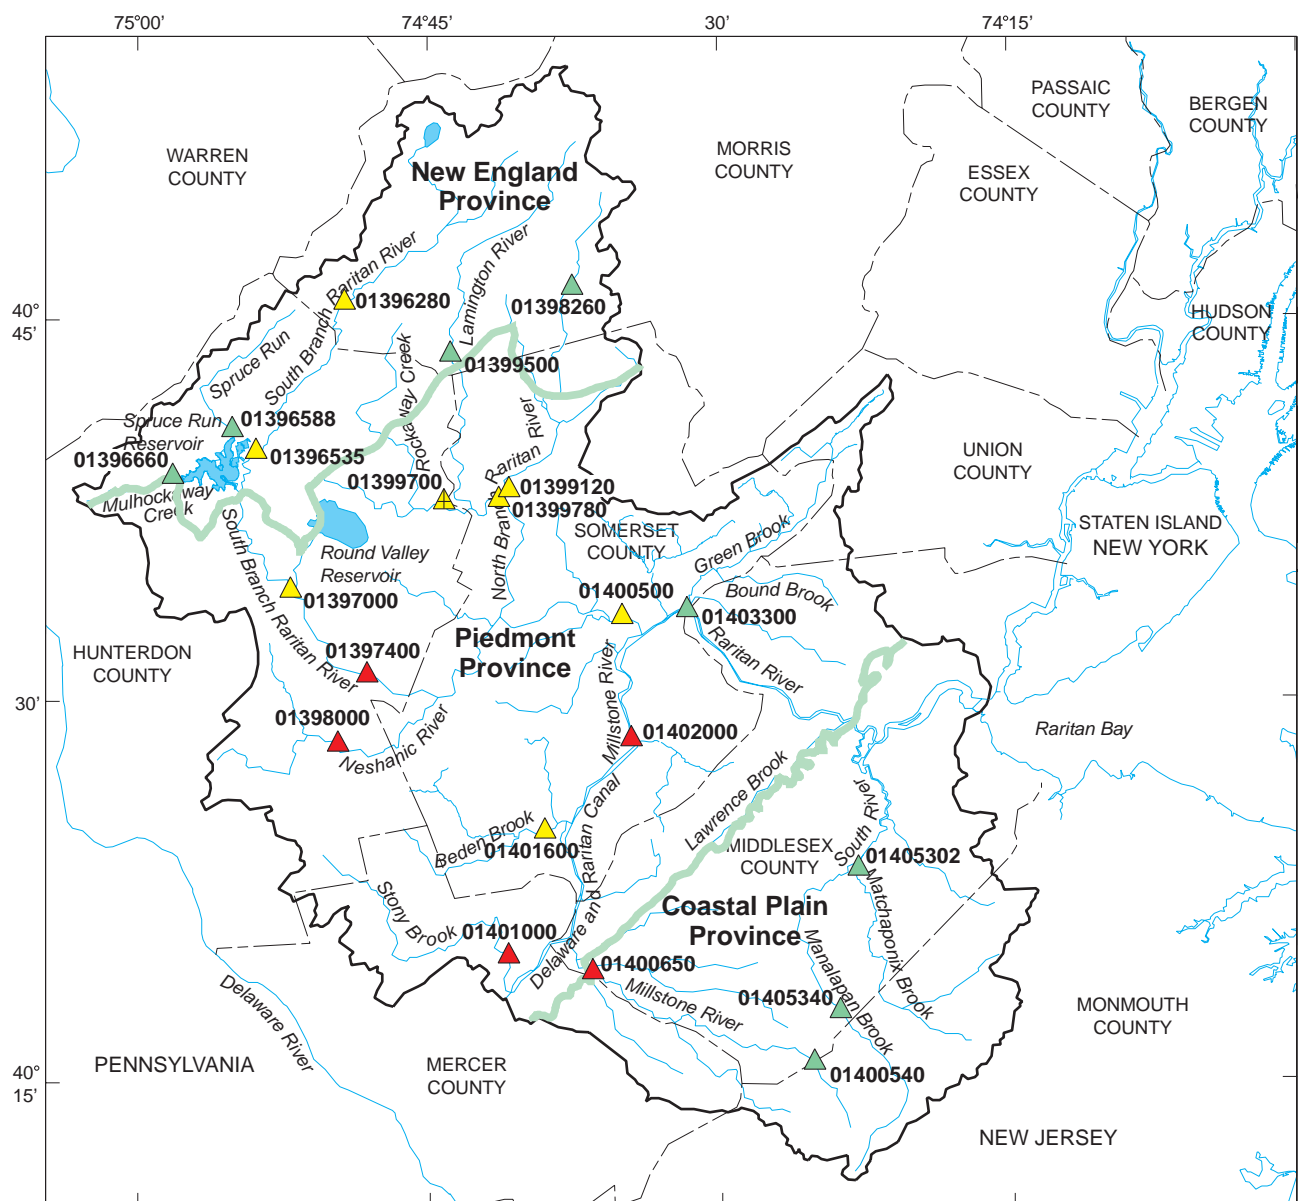 75°00'
74°45'
30'
74°15'
PASSAIC
COUNTY
BERGEN
COUNTY
WARREN
COUNTY
MORRIS
COUNTY
ESSEX
COUNTY
New England
Province
South Branch Raritan River
Lamington River
01396280
01398260
40°
45'
HUDSON
COUNTY
Spruce Run
Rockaway Creek
01399500
Spruce Run
Reservoir
01396588
01396535
01396660
Mulhockaway
Creek
01399700
North Branch Raritan River
01399120
01399780
UNION
COUNTY
SOMERSET
COUNTY
Green Brook
STATEN ISLAND
NEW YORK
Round Valley
Reservoir
Bound Brook
01400500
01403300
01397000
South Branch Raritan River
HUNTERDON
COUNTY
Piedmont
Province
01397400
Raritan River
Millstone River
30'
01398000
Neshanic River
01402000
Raritan Bay
Lawrence Brook
Delaware and Raritan Canal
Beden Brook
01401600
MIDDLESEX
COUNTY
South River
01405302
Matchaponix Brook
Stony Brook
01401000
Coastal Plain
Province
Manalapan Brook
01400650
Millstone River
01405340
Delaware River
MONMOUTH
COUNTY
PENNSYLVANIA
MERCER
COUNTY
01400540
40°
15'
NEW JERSEY